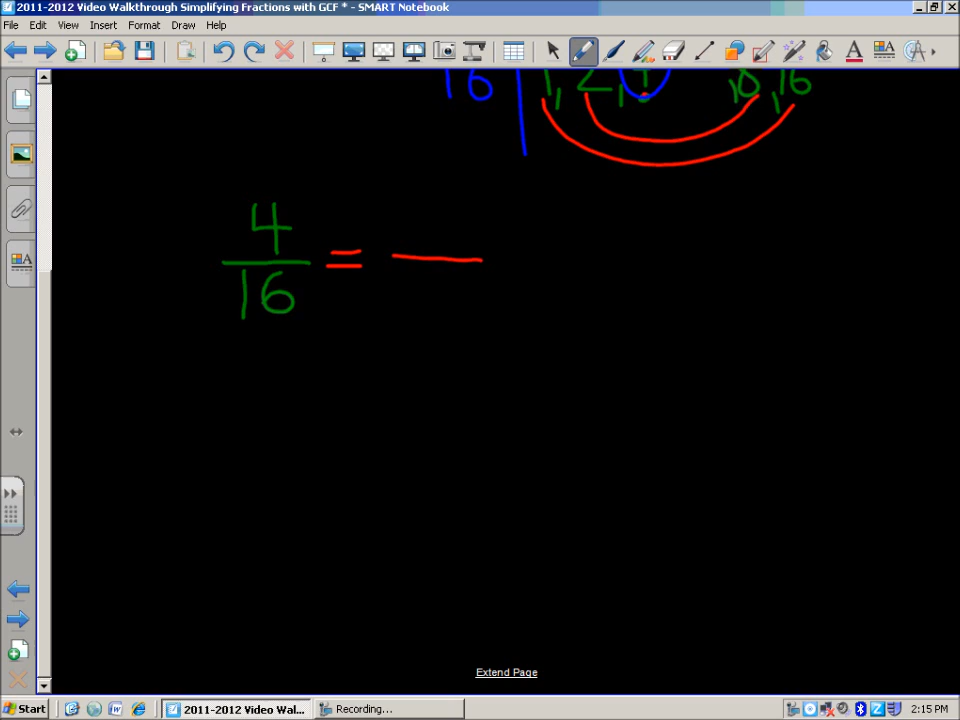 2011-2012 Video Walkthrough Simplifying Fractions with GCF * - SMART Notebook
File Edit View Insert Format Draw Help
16 1, 2, 8, 16
4
16
=
Extend Page
Start 2011-2012 Video Wal... Recording... 2:15 PM